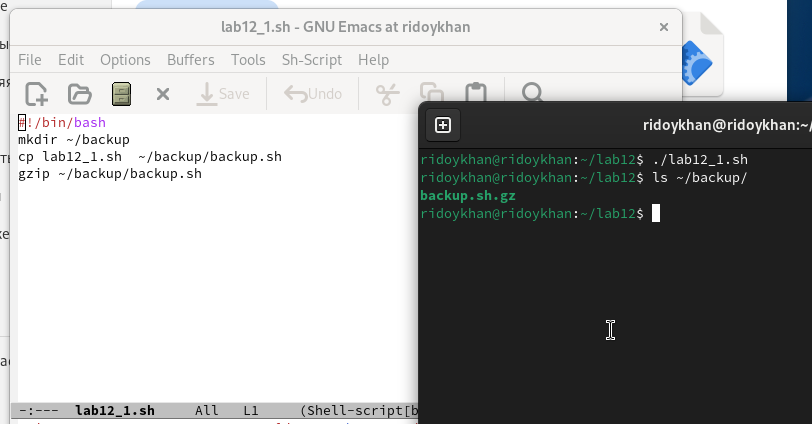 lab12_1.sh - GNU Emacs at ridoykhan
File Edit Options Buffers Tools Sh-Script Help
Save Undo
#!/bin/bash
mkdir ~/backup
cp lab12_1.sh  ~/backup/backup.sh
gzip ~/backup/backup.sh
-:---  lab12_1.sh     All   L1     (Shell-script[b
ridoykhan@ridoykhan:~/
ridoykhan@ridoykhan:~/lab12$ ./lab12_1.sh
ridoykhan@ridoykhan:~/lab12$ ls ~/backup/
backup.sh.gz
ridoykhan@ridoykhan:~/lab12$